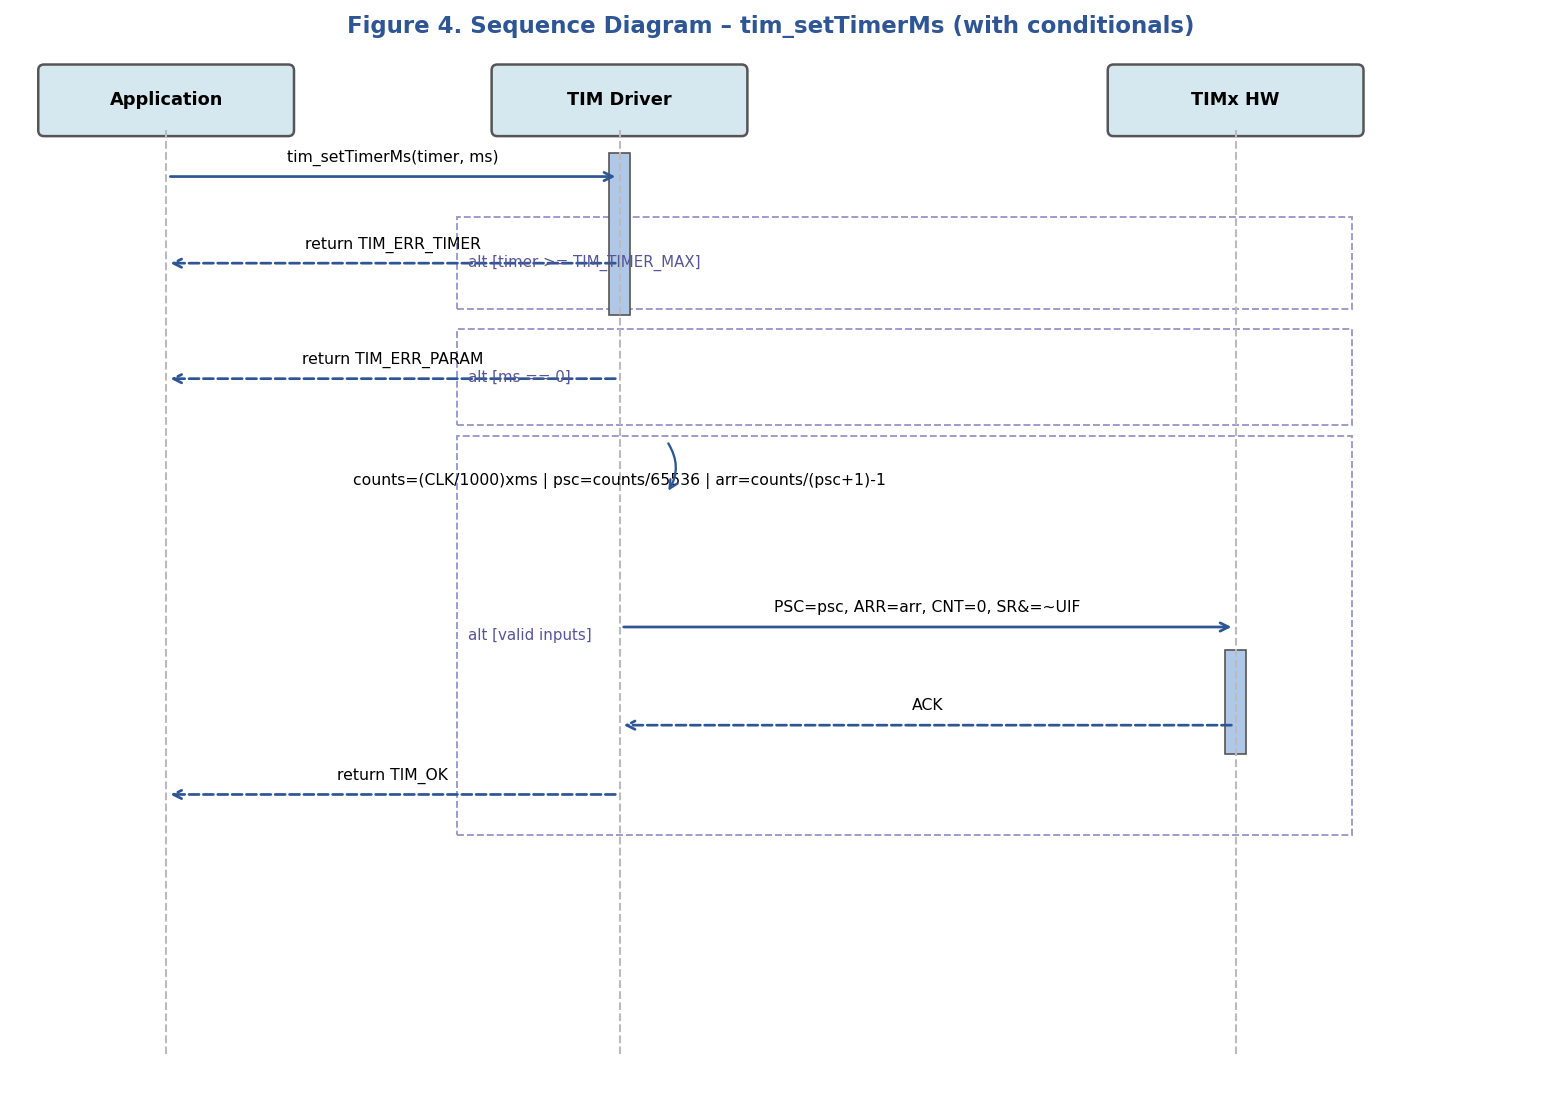 Figure 4. Sequence Diagram – tim_setTimerMs (with conditionals)
Application
TIM Driver
TIMx HW
tim_setTimerMs(timer, ms)
return TIM_ERR_TIMER
alt [timer >= TIM_TIMER_MAX]
return TIM_ERR_PARAM
alt [ms == 0]
counts=(CLK/1000)xms | psc=counts/65536 | arr=counts/(psc+1)-1
PSC=psc, ARR=arr, CNT=0, SR&=~UIF
alt [valid inputs]
ACK
return TIM_OK